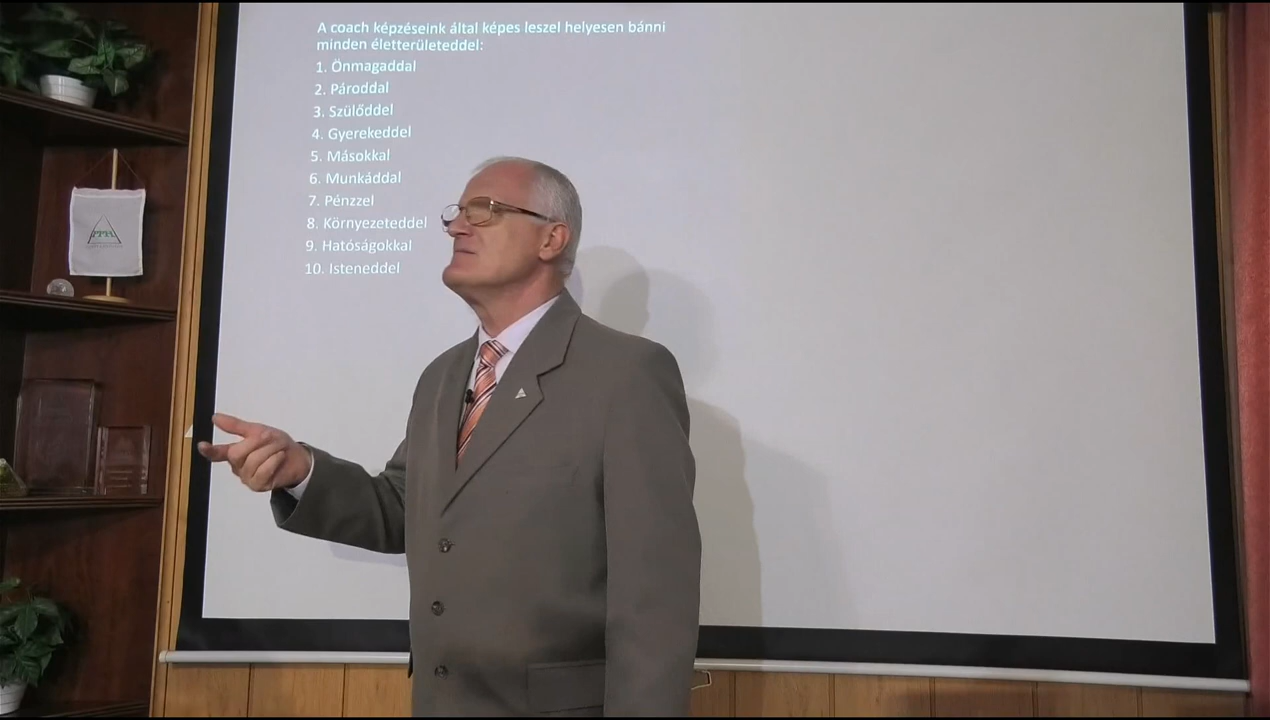 A coach képzéseink által képes leszel helyesen bánni
minden életterületeddel:
1. Önmagaddal
2. Pároddal
3. Szülőddel
4. Gyerekeddel
5. Másokkal
6. Munkáddal
7. Pénzzel
8. Környezeteddel
9. Hatóságokkal
10. Isteneddel